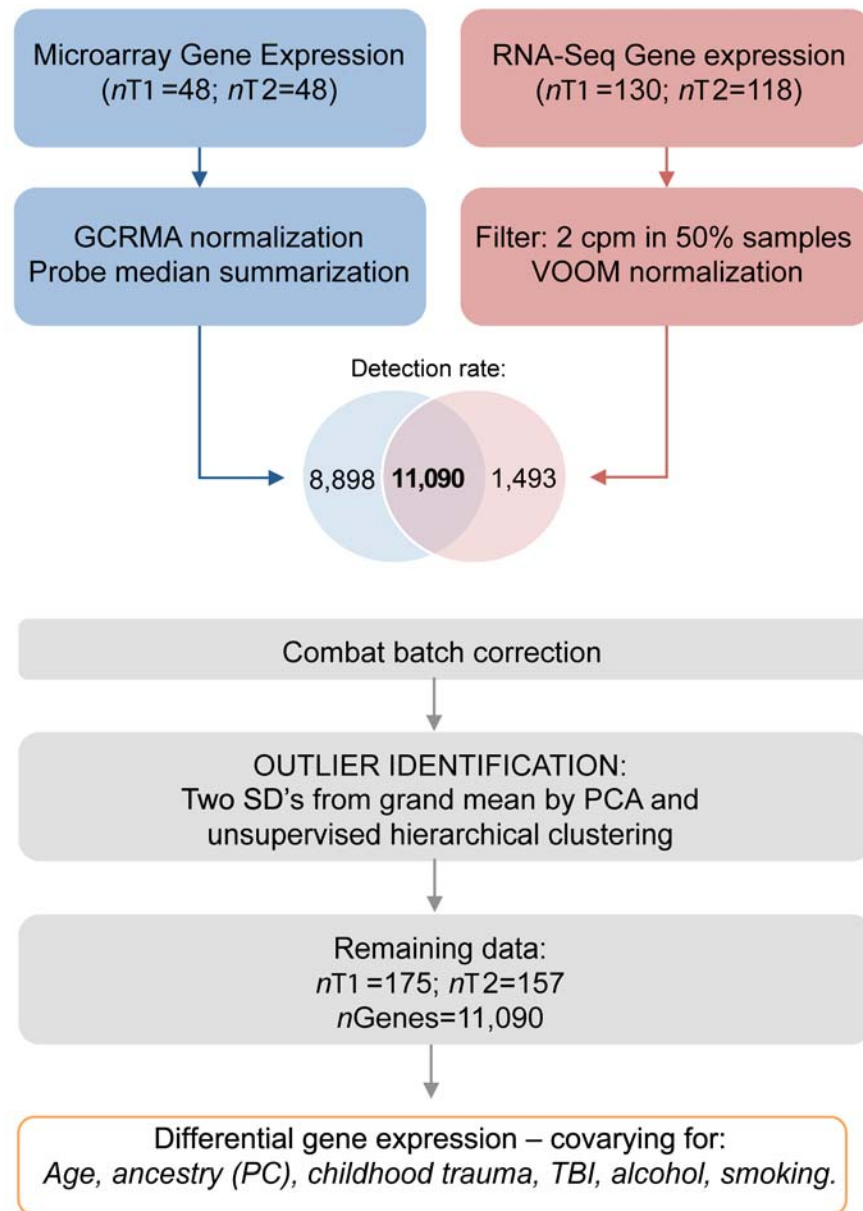 Microarray Gene Expression
(nT1=48; nT2=48)
RNA-Seq Gene expression
(nT1=130; nT2=118)
GCRMA normalization
Probe median summarization
Filter: 2 cpm in 50% samples
VOOM normalization
Detection rate:
8,898 11,090 1,493
Combat batch correction
OUTLIER IDENTIFICATION:
Two SD's from grand mean by PCA and
unsupervised hierarchical clustering
Remaining data:
nT1=175; nT2=157
nGenes=11,090
Differential gene expression – covarying for:
Age, ancestry (PC), childhood trauma, TBI, alcohol, smoking.